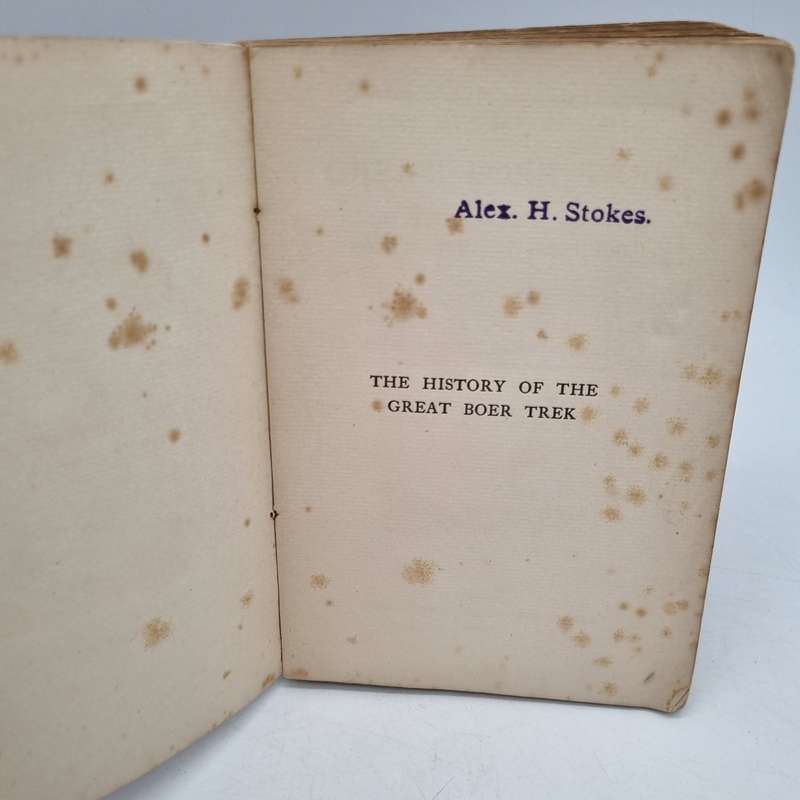 Alex. H. Stokes.
THE HISTORY OF THE
GREAT BOER TREK